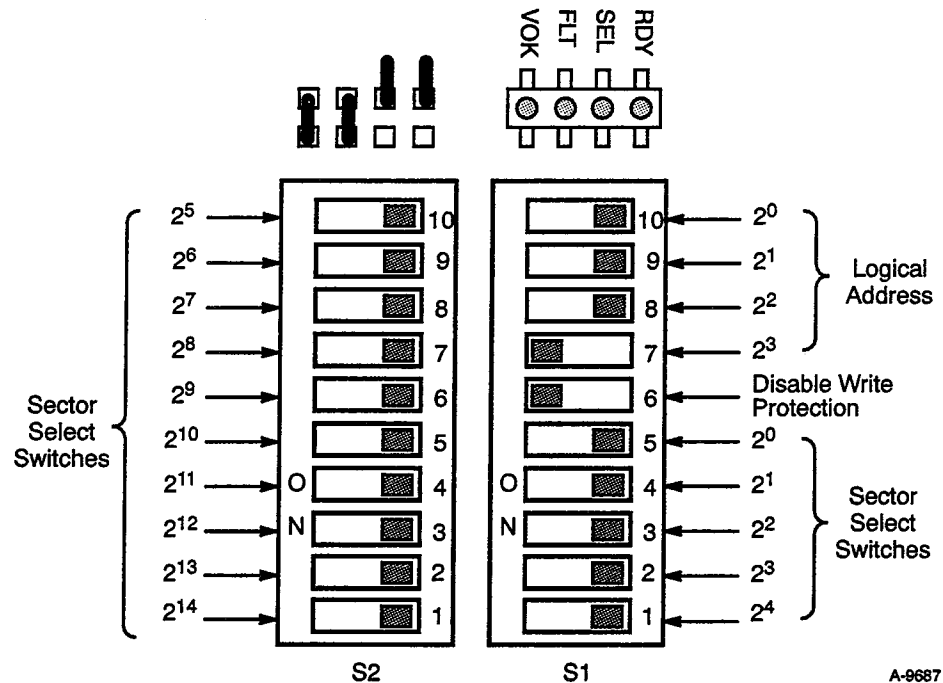 VOK FLT SEL RDY
2⁵ 10 10 2⁰
2⁶ 9 9 2¹
2⁷ 8 8 2²
2⁸ 7 7 2³
Logical
Address
2⁹ 6 6 Disable Write
Protection
2¹⁰ 5 5 2⁰
2¹¹ O 4 O 4 2¹
2¹² N 3 N 3 2²
2¹³ 2 2 2³
2¹⁴ 1 1 2⁴
Sector
Select
Switches
Sector
Select
Switches
S2 S1
A-9687